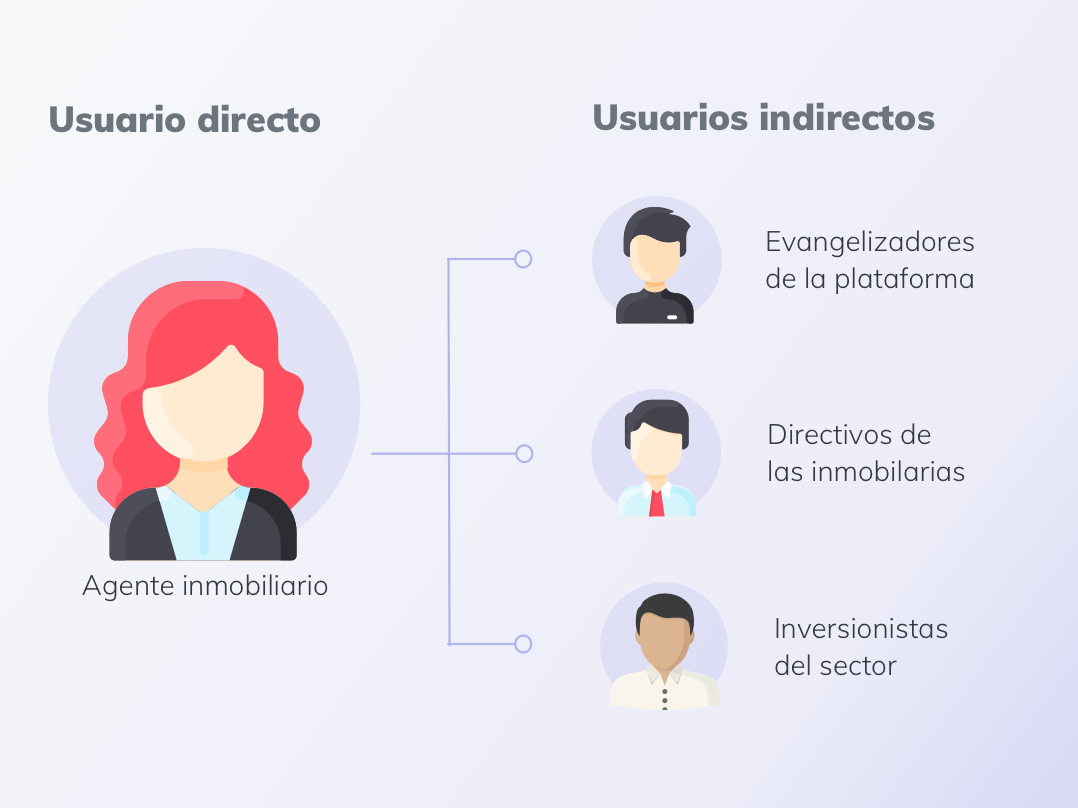 Usuario directo
Usuarios indirectos
Evangelizadores
de la plataforma
Directivos de
las inmobilarias
Agente inmobiliario
Inversionistas
del sector